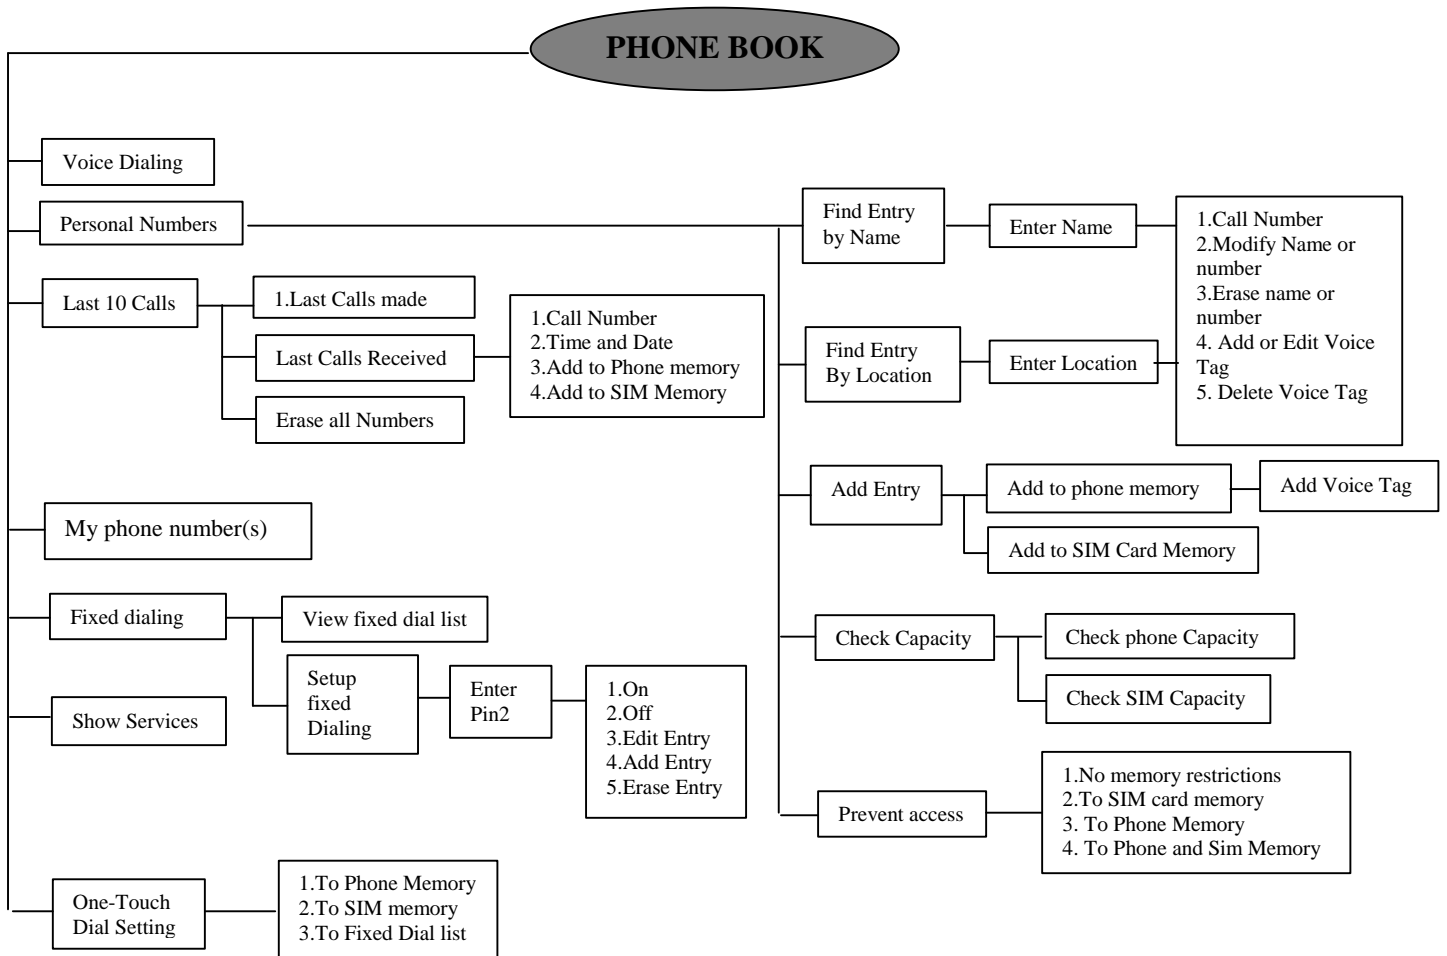 PHONE BOOK
Voice Dialing
Personal Numbers
Find Entry
by Name
Enter Name
1.Call Number
2.Modify Name or
number
3.Erase name or
number
4. Add or Edit Voice
Tag
5. Delete Voice Tag
Last 10 Calls
1.Last Calls made
Last Calls Received
Erase all Numbers
1.Call Number
2.Time and Date
3.Add to Phone memory
4.Add to SIM Memory
Find Entry
By Location
Enter Location
Add Entry
Add to phone memory
Add Voice Tag
Add to SIM Card Memory
My phone number(s)
Fixed dialing
View fixed dial list
Setup
fixed
Dialing
Enter
Pin2
1.On
2.Off
3.Edit Entry
4.Add Entry
5.Erase Entry
Check Capacity
Check phone Capacity
Check SIM Capacity
Show Services
Prevent access
1.No memory restrictions
2.To SIM card memory
3. To Phone Memory
4. To Phone and Sim Memory
One-Touch
Dial Setting
1.To Phone Memory
2.To SIM memory
3.To Fixed Dial list